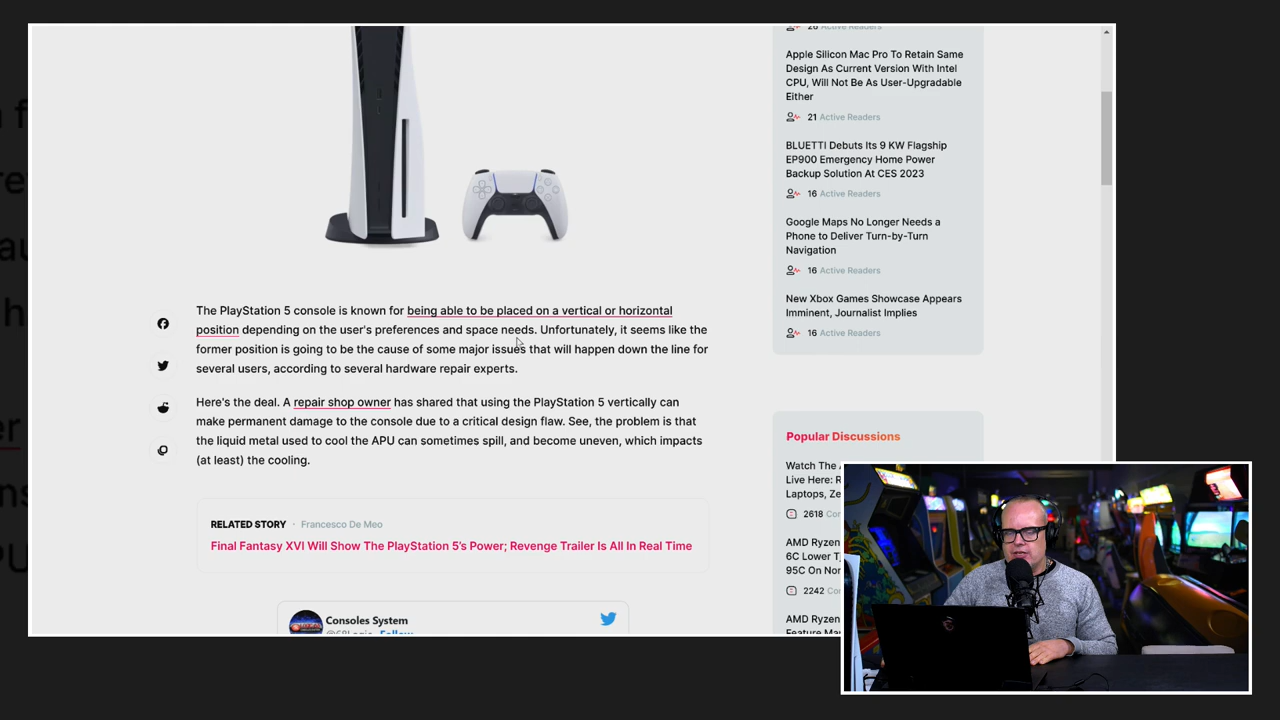 26 Active Readers
Apple Silicon Mac Pro To Retain Same
Design As Current Version With Intel
CPU, Will Not Be As User-Upgradable
Either
21 Active Readers
BLUETTI Debuts Its 9 KW Flagship
EP900 Emergency Home Power
Backup Solution At CES 2023
16 Active Readers
Google Maps No Longer Needs a
Phone to Deliver Turn-by-Turn
Navigation
16 Active Readers
New Xbox Games Showcase Appears
Imminent, Journalist Implies
16 Active Readers
The PlayStation 5 console is known for being able to be placed on a vertical or horizontal
position depending on the user's preferences and space needs. Unfortunately, it seems like the
former position is going to be the cause of some major issues that will happen down the line for
several users, according to several hardware repair experts.
Here's the deal. A repair shop owner has shared that using the PlayStation 5 vertically can
make permanent damage to the console due to a critical design flaw. See, the problem is that
the liquid metal used to cool the APU can sometimes spill, and become uneven, which impacts
(at least) the cooling.
RELATED STORY · Francesco De Meo
Final Fantasy XVI Will Show The PlayStation 5's Power; Revenge Trailer Is All In Real Time
Consoles System
Follow
Popular Discussions
Watch The
Live Here:
Laptops,
2618
AMD Ryzen
6C Lower
95C On
2242
AMD Ryzen
Feature